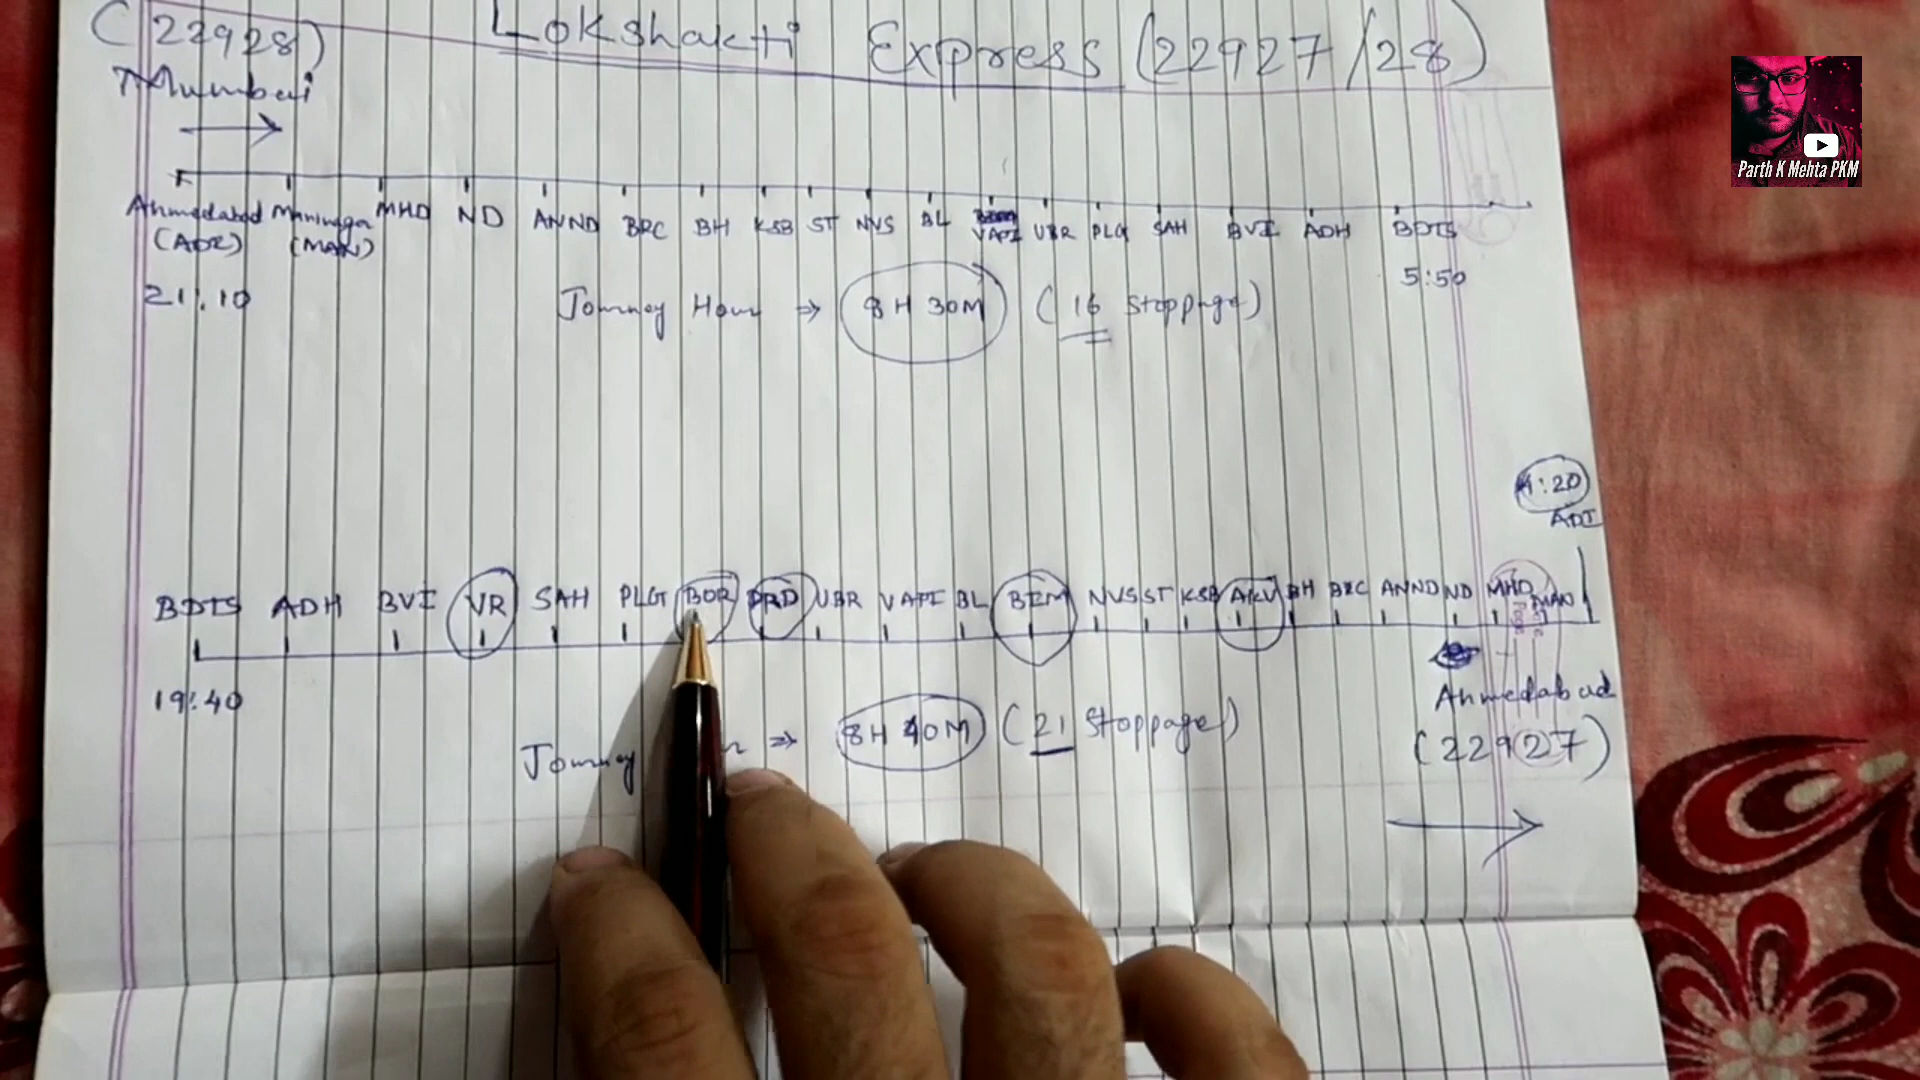 (22928) Lokshakti Express (22927/28)
Mumbai
Parth K Mehta PKM
Ahmedabad Maninagar MHD ND ANND BRC BH KSB ST NVS BL VAPI UBR PLG SAH BVI ADH BDTS
(ADI) (MAN)
21:10 5:50
Journey Hour ⇒ 8H 30M (16 Stoppage)
4:20
ADI
BDTS ADH BVI VR SAH PLG BOR DRD UBR VAPI BL BIM NVS ST KSB AKV BH BRC ANND ND MHD MAN
19:40
Ahmedabad
(22927)
Journey ⇒ 8H 40M (21 Stoppages)